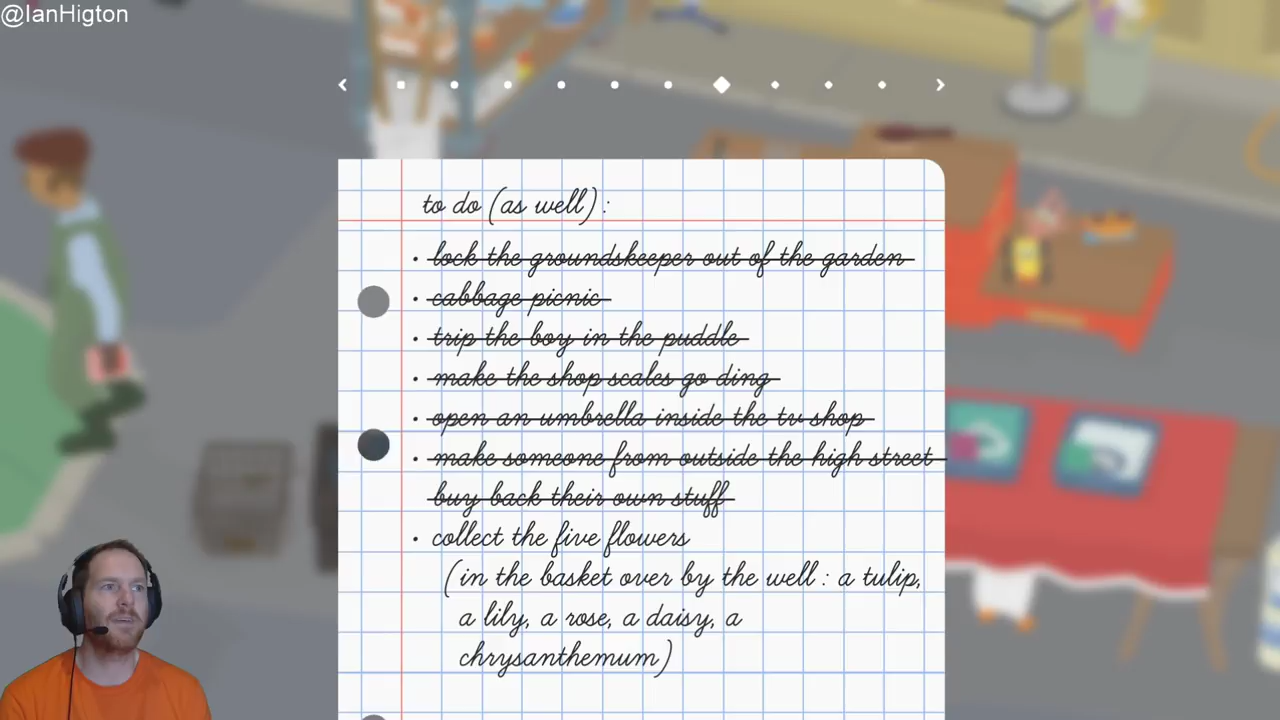 @IanHigton
to do (as well) :
• lock the groundskeeper out of the garden
• cabbage picnic
• trip the boy in the puddle
• make the shop scales go ding
• open an umbrella inside the tv shop
• make someone from outside the high street
buy back their own stuff
• collect the five flowers
(in the basket over by the well : a tulip,
a lily, a rose, a daisy, a
chrysanthemum)